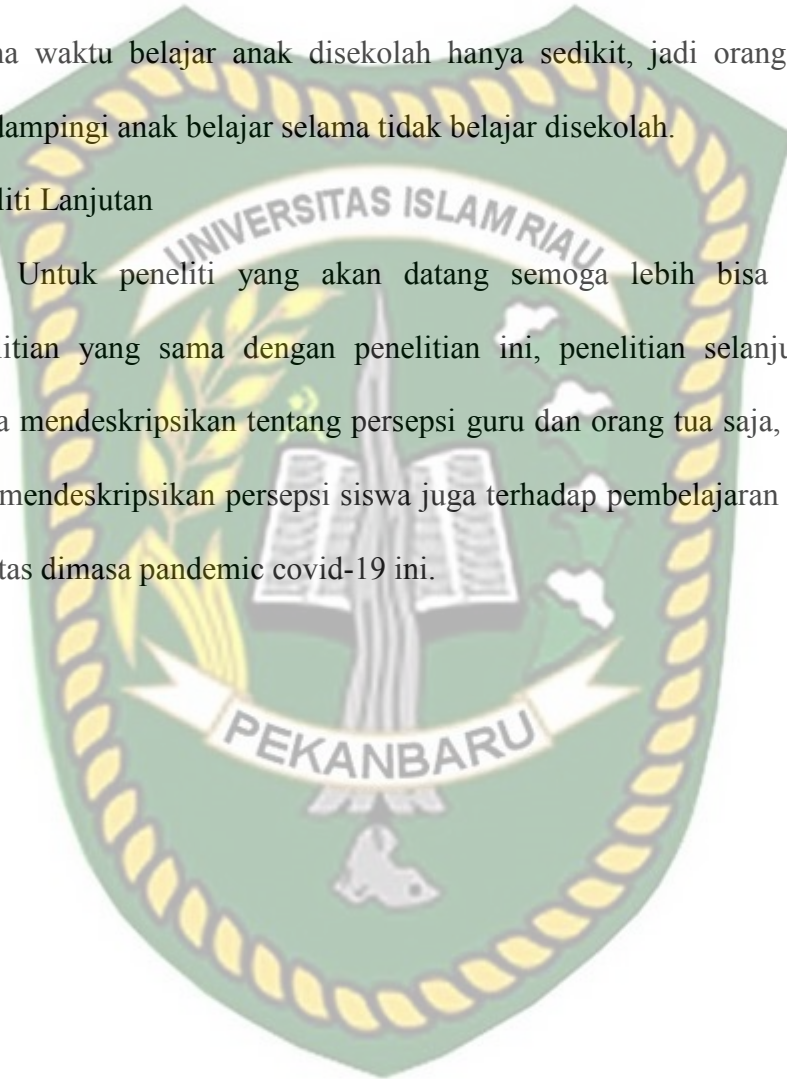 na waktu belajar anak disekolah hanya sedikit, jadi orang
dampingi anak belajar selama tidak belajar disekolah.
liti Lanjutan
UNIVERSITAS ISLAM RIAU
Untuk peneliti yang akan datang semoga lebih bisa
litian yang sama dengan penelitian ini, penelitian selanju
a mendeskripsikan tentang persepsi guru dan orang tua saja,
mendeskripsikan persepsi siswa juga terhadap pembelajaran
tas dimasa pandemic covid-19 ini.
PEKANBARU